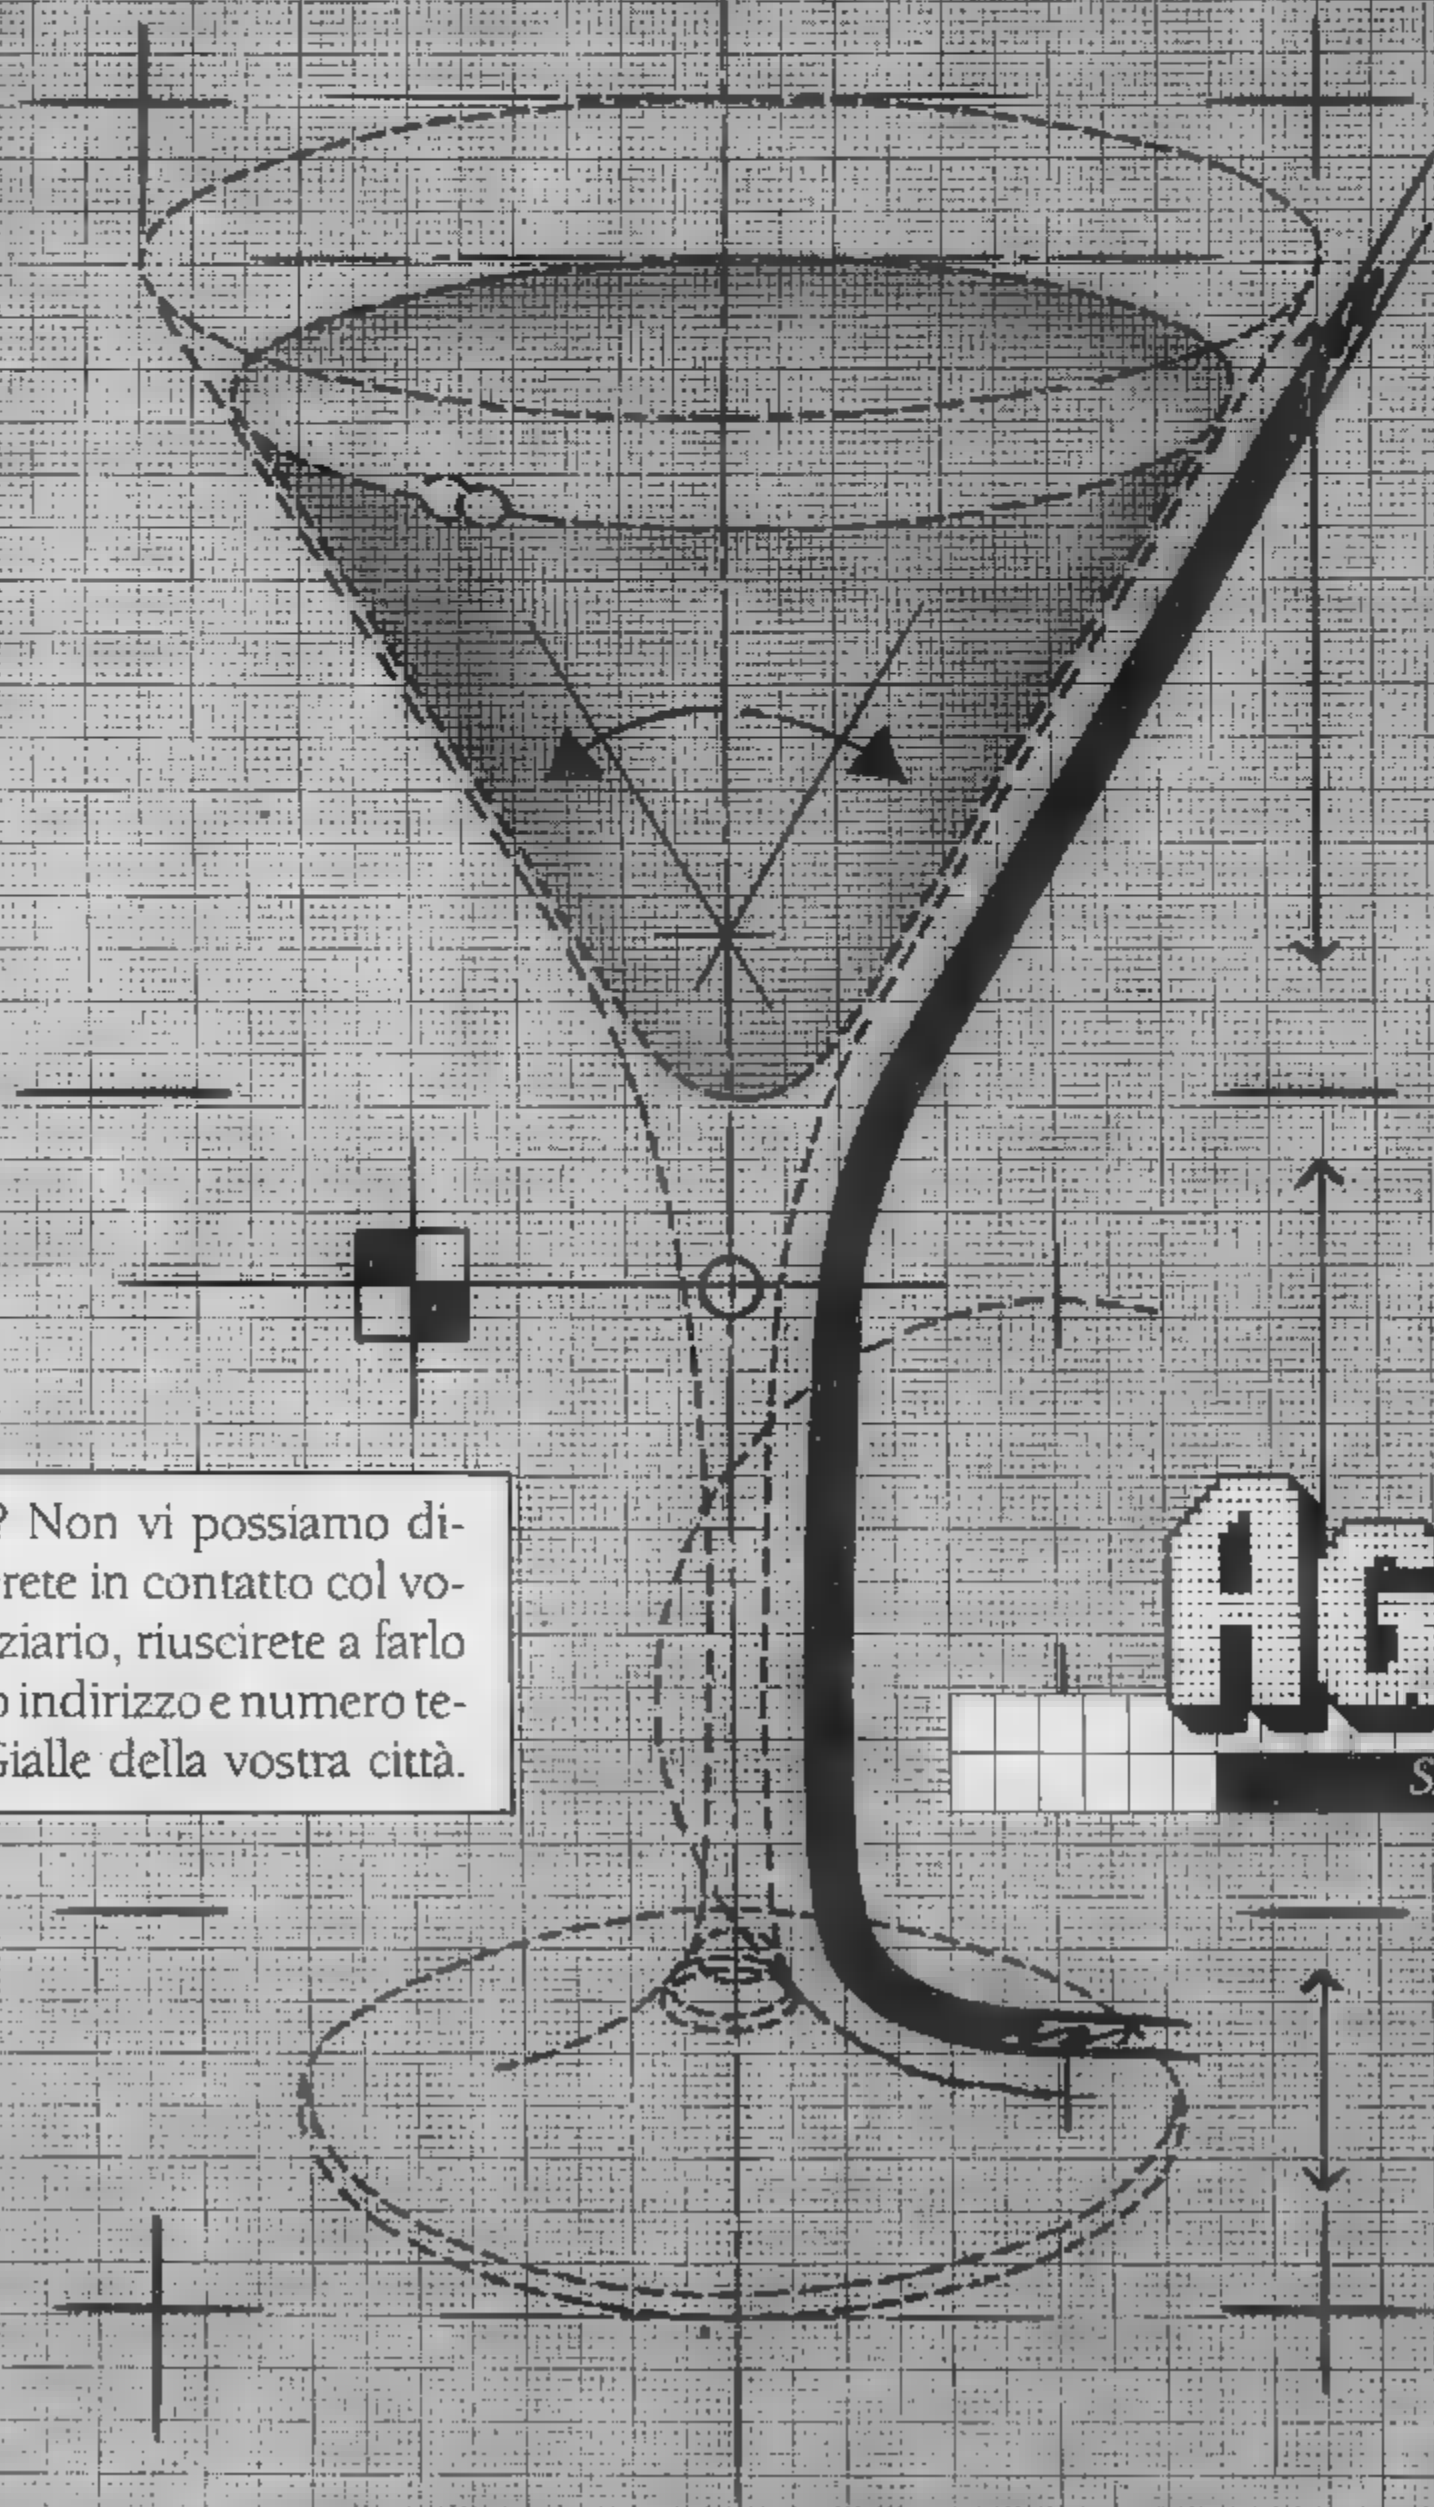 ? Non vi possiamo di-
rete in contatto col vo-
ziario, riuscirete a farlo
o indirizzo e numero te-
Gialle della vostra città.
AG
S